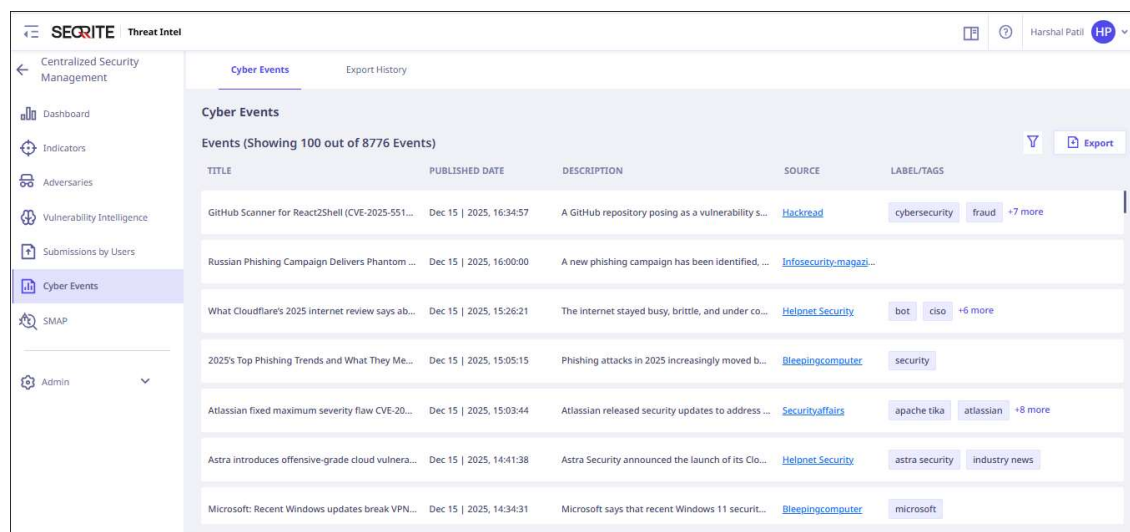 SEQRITE Threat Intel
Harshal Patil HP
Centralized Security
Management
Cyber Events Export History
Dashboard
Indicators
Adversaries
Vulnerability Intelligence
Submissions by Users
Cyber Events
SMAP
Admin
Cyber Events
Events (Showing 100 out of 8776 Events)
Export
TITLE PUBLISHED DATE DESCRIPTION SOURCE LABEL/TAGS
GitHub Scanner for React2Shell (CVE-2025-551... Dec 15 | 2025, 16:34:57 A GitHub repository posing as a vulnerability s... Hackread cybersecurity fraud +7 more
Russian Phishing Campaign Delivers Phantom ... Dec 15 | 2025, 16:00:00 A new phishing campaign has been identified, ... Infosecurity-magazi...
What Cloudflare's 2025 internet review says ab... Dec 15 | 2025, 15:26:21 The internet stayed busy, brittle, and under co... Helpnet Security bot ciso +6 more
2025's Top Phishing Trends and What They Me... Dec 15 | 2025, 15:05:15 Phishing attacks in 2025 increasingly moved b... Bleepingcomputer security
Atlassian fixed maximum severity flaw CVE-20... Dec 15 | 2025, 15:03:44 Atlassian released security updates to address ... Securityaffairs apache tika atlassian +8 more
Astra introduces offensive-grade cloud vulnera... Dec 15 | 2025, 14:41:38 Astra Security announced the launch of its Clo... Helpnet Security astra security industry news
Microsoft: Recent Windows updates break VPN... Dec 15 | 2025, 14:34:31 Microsoft says that recent Windows 11 securit... Bleepingcomputer microsoft